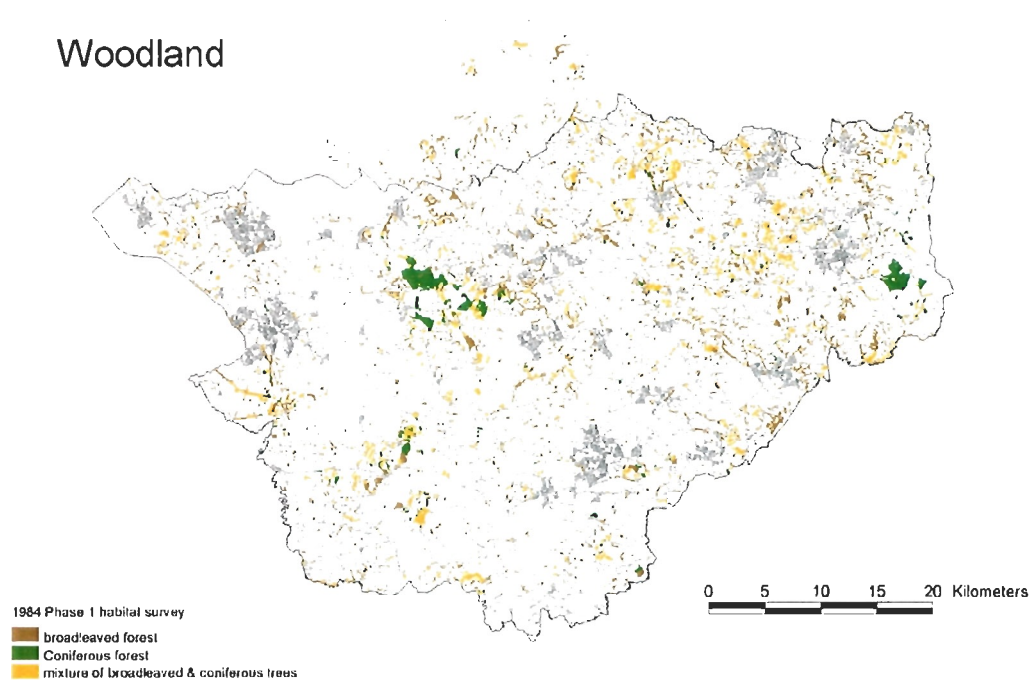 Woodland
0 5 10 15 20 Kilometers
1984 Phase 1 habital survey
broadleaved forest
Coniferous forest
mixture of broadleaved & coniferous trees